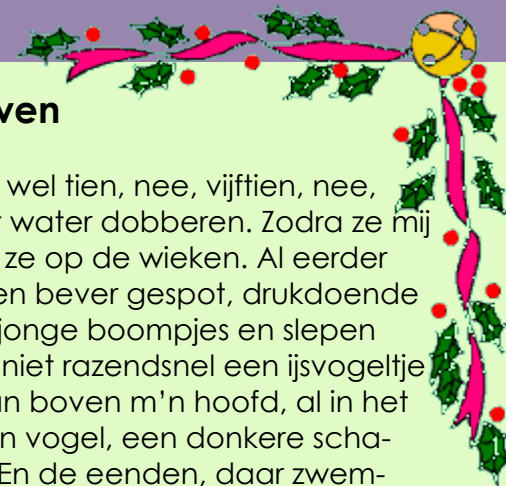 ven
wel tien, nee, vijftien, nee,
water dobberen. Zodra ze mij
ze op de wieken. Al eerder
en bever gespot, drukdoende
jonge boompjes en slepen
niet razendsnel een ijsvogeltje
n boven m’n hoofd, al in het
n vogel, een donkere scha-
En de eenden, daar zwem-